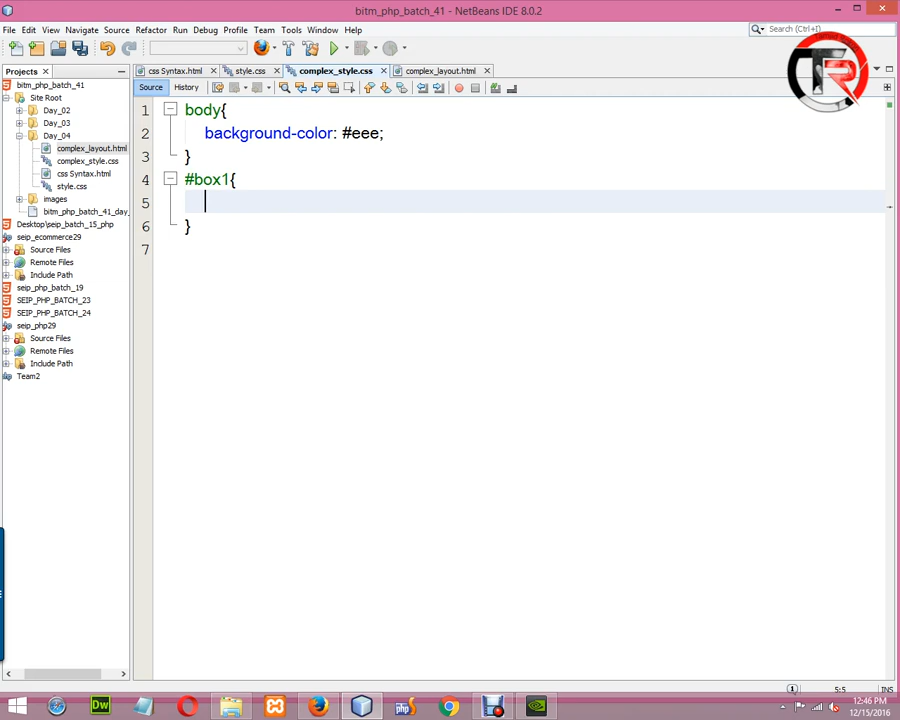 bitm_php_batch_41 - NetBeans IDE 8.0.2
File Edit View Navigate Source Refactor Run Debug Profile Team Tools Window Help
Search (Ctrl+I)
Projects
css Syntax.html
style.css
complex_style.css
complex_layout.html
Source
History
bitm_php_batch_41
Site Root
Day_02
Day_03
Day_04
complex_layout.html
complex_style.css
css Syntax.html
style.css
images
bitm_php_batch_41_day_
Desktop\seip_batch_15_php
seip_ecommerce29
Source Files
Remote Files
Include Path
seip_php_batch_19
SEIP_PHP_BATCH_23
SEIP_PHP_BATCH_24
seip_php29
Source Files
Remote Files
Include Path
Team2
1 body{
2 background-color: #eee;
3 }
4 #box1{
5
6 }
7
1
5:5
INS
Dw
php
12:46 PM
12/15/2016